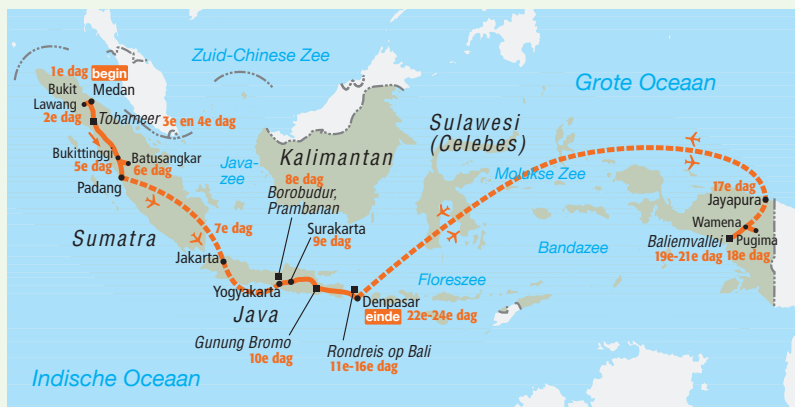 Zuid-Chinese Zee
1e dag begin
Bukit
Lawang
Medan
2e dag
Tobameer
3e en 4e dag
Grote Oceaan
Sulawesi
(Celebes)
Bukittinggi
5e dag
Batusangkar
6e dag
Java-
zee
Kalimantan
Molukse Zee
Padang
8e dag
Borobudur,
Prambanan
17e dag
Jayapura
Sumatra
7e dag
Surakarta
9e dag
Wamena
Pugima
Baliemvallei
19e-21e dag
18e dag
Jakarta
Bandazee
Floreszee
Yogyakarta
Denpasar
einde 22e-24e dag
Java
Gunung Bromo
10e dag
Rondreis op Bali
11e-16e dag
Indische Oceaan